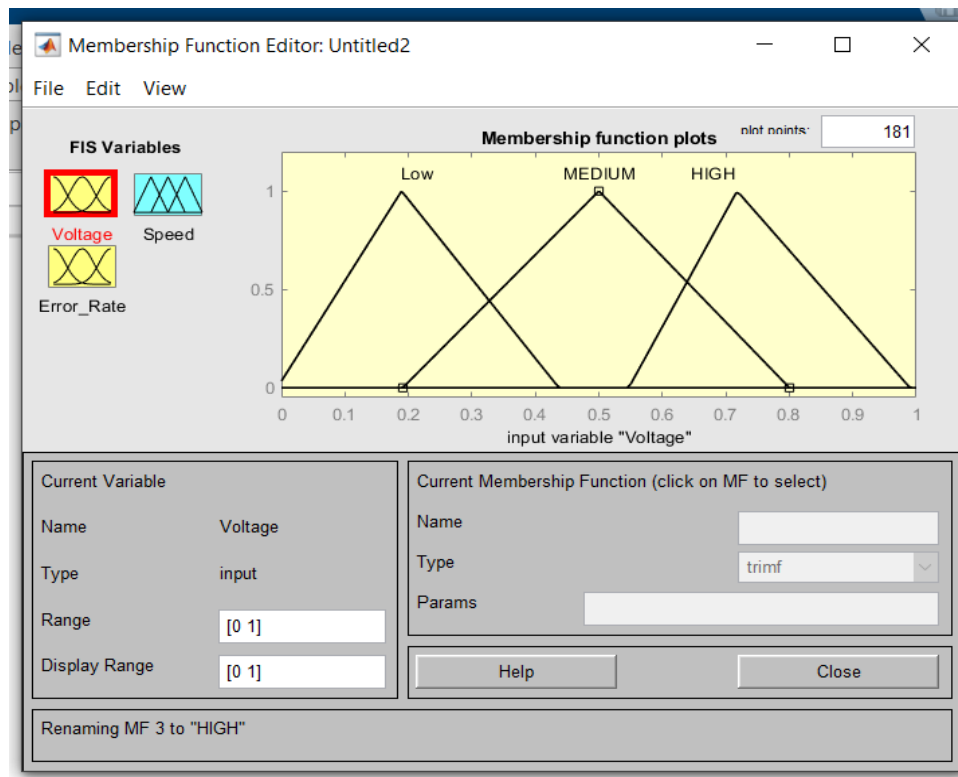 Membership Function Editor: Untitled2
File Edit View
FIS Variables
Membership function plots
plot points:
181
Voltage
Speed
Error_Rate
Low
MEDIUM
HIGH
1
0.5
0
0 0.1 0.2 0.3 0.4 0.5 0.6 0.7 0.8 0.9 1
input variable "Voltage"
Current Variable
Name Voltage
Type input
Range [0 1]
Display Range [0 1]
Current Membership Function (click on MF to select)
Name
Type trimf
Params
Help
Close
Renaming MF 3 to "HIGH"